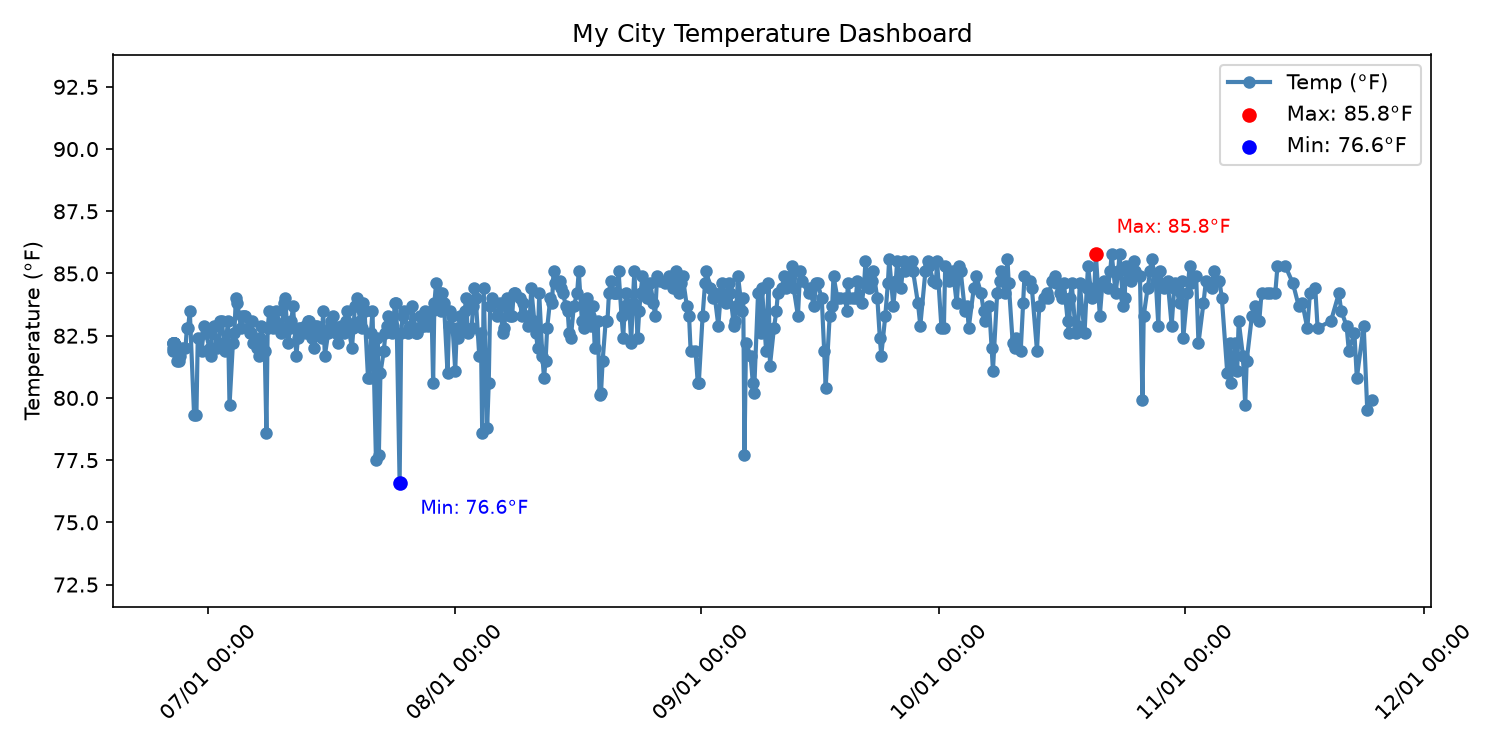 My City Temperature Dashboard
Temperature (°F)
92.5
90.0
87.5
85.0
82.5
80.0
77.5
75.0
72.5
Temp (°F)
Max: 85.8°F
Min: 76.6°F
Max: 85.8°F
Min: 76.6°F
07/01 00:00
08/01 00:00
09/01 00:00
10/01 00:00
11/01 00:00
12/01 00:00